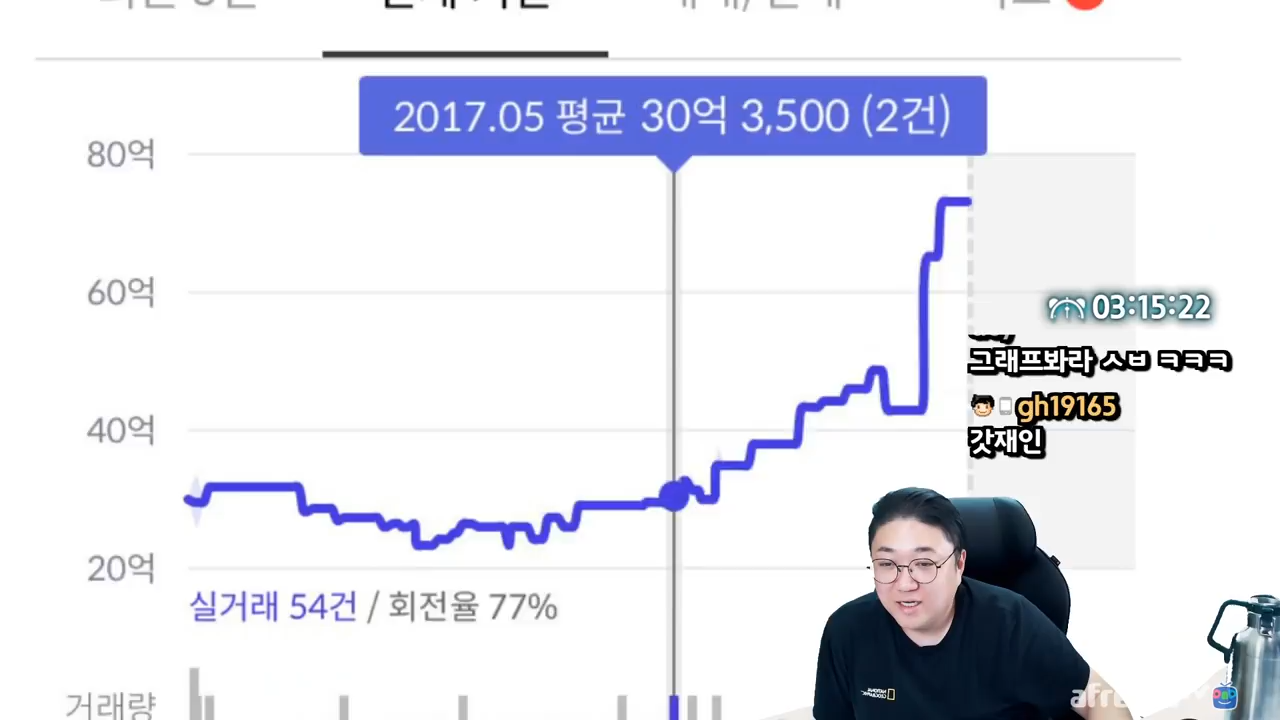 2017.05 평균 30억 3,500 (2건)
80억
60억
40억
20억
03:15:22
그래프봐라 ㅅㅂ ㅋㅋㅋ
gh19165
갓재인
실거래 54건 / 회전율 77%
거래량
NATIONAL
GEOGRAPHIC